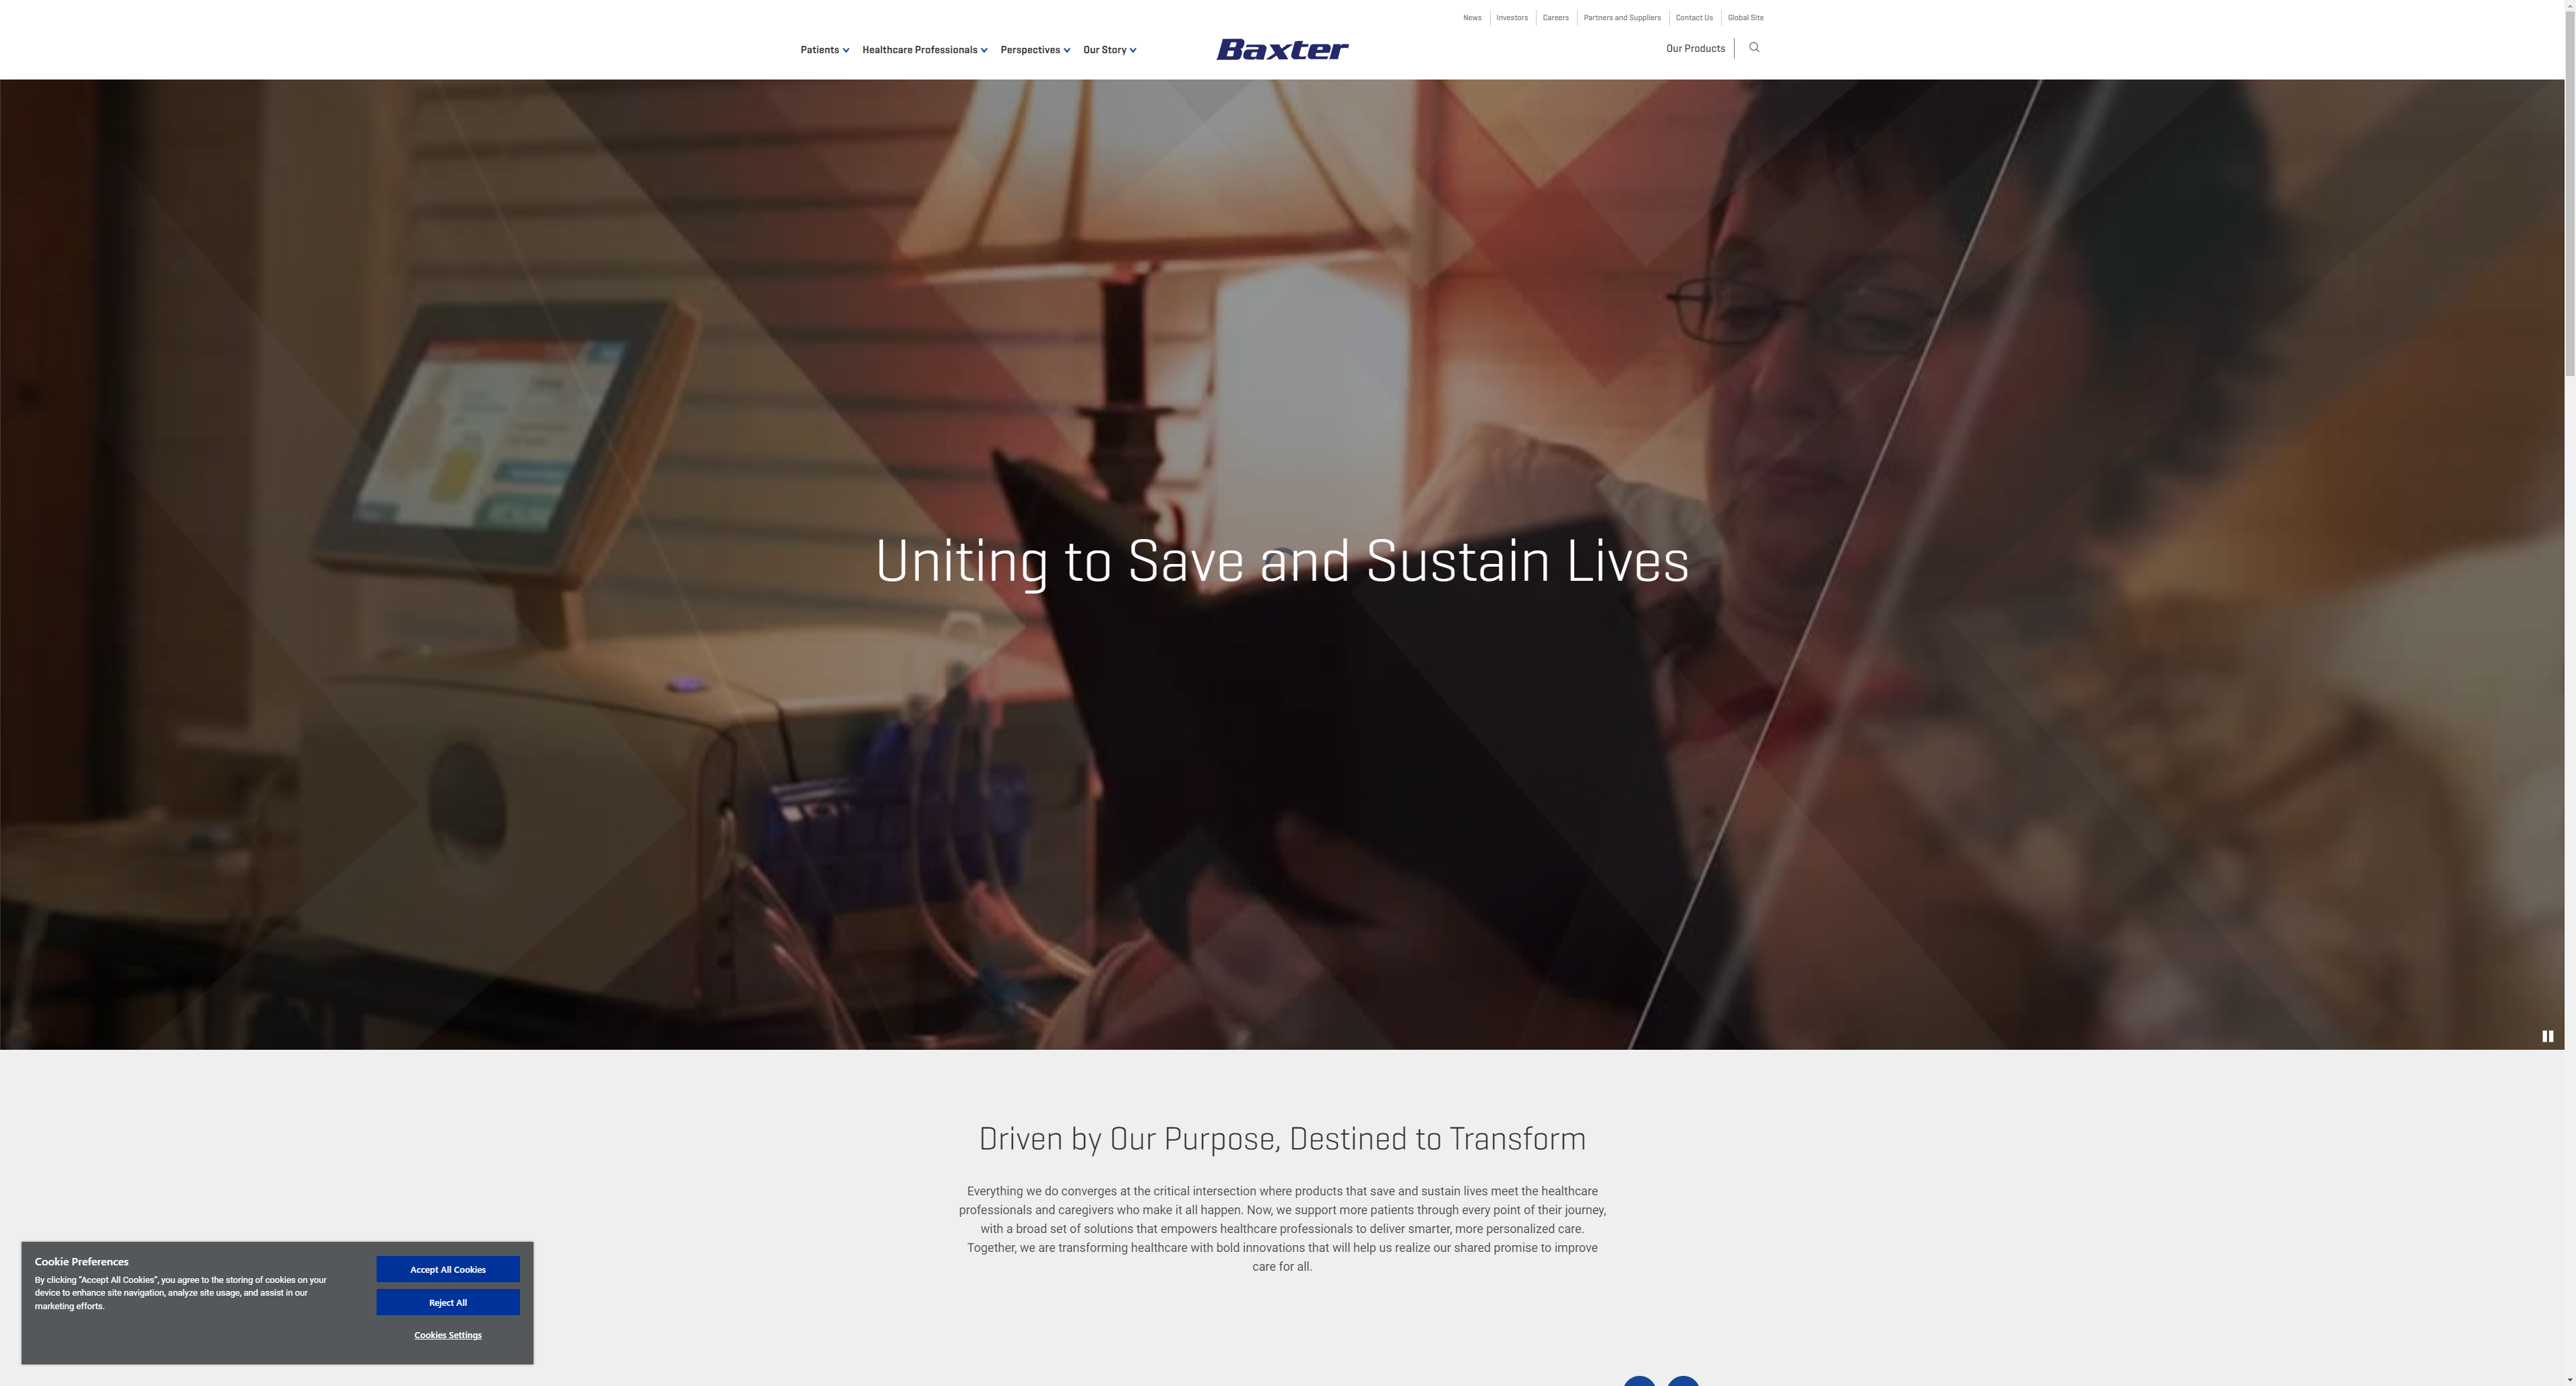 News
Investors
Careers
Partners and Suppliers
Contact Us
Global Site
Patients
Healthcare Professionals
Perspectives
Our Story
Baxter
Our Products
Uniting to Save and Sustain Lives
Driven by Our Purpose, Destined to Transform
Everything we do converges at the critical intersection where products that save and sustain lives meet the healthcare
professionals and caregivers who make it all happen. Now, we support more patients through every point of their journey,
with a broad set of solutions that empowers healthcare professionals to deliver smarter, more personalized care.
Together, we are transforming healthcare with bold innovations that will help us realize our shared promise to improve
care for all.
Cookie Preferences
By clicking “Accept All Cookies”, you agree to the storing of cookies on your
device to enhance site navigation, analyze site usage, and assist in our
marketing efforts.
Accept All Cookies
Reject All
Cookies Settings